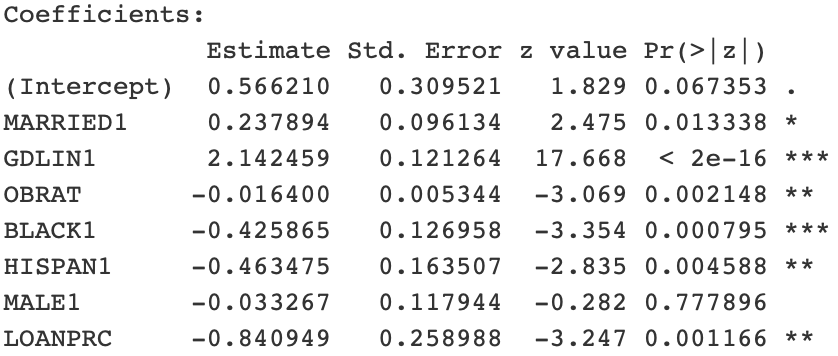 Coefficients:
Estimate Std. Error z value Pr(>|z|)
(Intercept) 0.566210 0.309521 1.829 0.067353 .
MARRIED1 0.237894 0.096134 2.475 0.013338 *
GDLIN1 2.142459 0.121264 17.668 < 2e-16 ***
OBRAT -0.016400 0.005344 -3.069 0.002148 **
BLACK1 -0.425865 0.126958 -3.354 0.000795 ***
HISPAN1 -0.463475 0.163507 -2.835 0.004588 **
MALE1 -0.033267 0.117944 -0.282 0.777896
LOANPRC -0.840949 0.258988 -3.247 0.001166 **